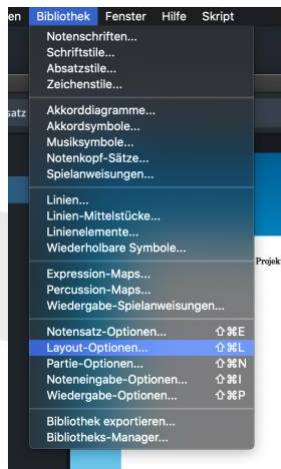 en Bibliothek Fenster Hilfe Skript
Notenschriften...
Schriftstile...
Absatzstile...
Zeichenstile...
satz
Akkorddiagramme...
Akkordsymbole...
Musiksymbole...
Notenkopf-Sätze...
Spielanweisungen...
Linien...
Linien-Mittelstücke...
Linienelemente...
Wiederholbare Symbole...
Projek
Expression-Maps...
Percussion-Maps...
Wiedergabe-Spielanweisungen...
Notensatz-Optionen... ⇧⌘E
Layout-Optionen... ⇧⌘L
Partie-Optionen... ⇧⌘N
Noteneingabe-Optionen... ⇧⌘I
Wiedergabe-Optionen... ⇧⌘P
Bibliothek exportieren...
Bibliotheks-Manager...